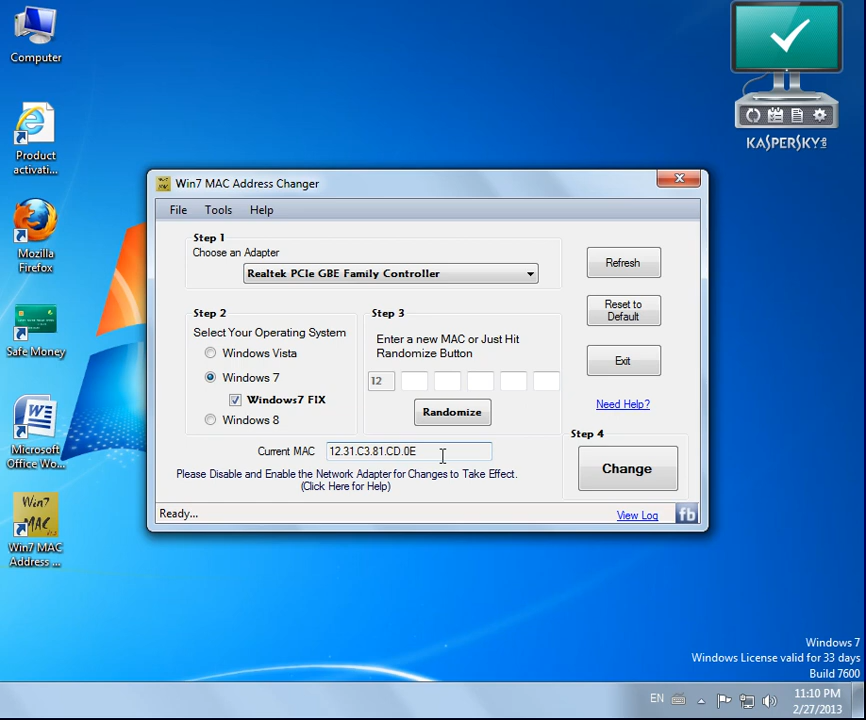 Computer
Product
activati...
Mozilla
Firefox
Safe Money
Microsoft
Office Wo...
Win7
MAC
Win7 MAC
Address ...
KASPERSKY
Win7 MAC Address Changer
File Tools Help
Step 1
Choose an Adapter
Realtek PCIe GBE Family Controller
Refresh
Reset to
Default
Exit
Need Help?
Step 2
Select Your Operating System
Windows Vista
Windows 7
Windows7 FIX
Windows 8
Step 3
Enter a new MAC or Just Hit
Randomize Button
12
Randomize
Current MAC 12.31.C3.81.CD.0E
Please Disable and Enable the Network Adapter for Changes to Take Effect.
(Click Here for Help)
Step 4
Change
Ready...
View Log
fb
Windows 7
Windows License valid for 33 days
Build 7600
EN
11:10 PM
2/27/2013